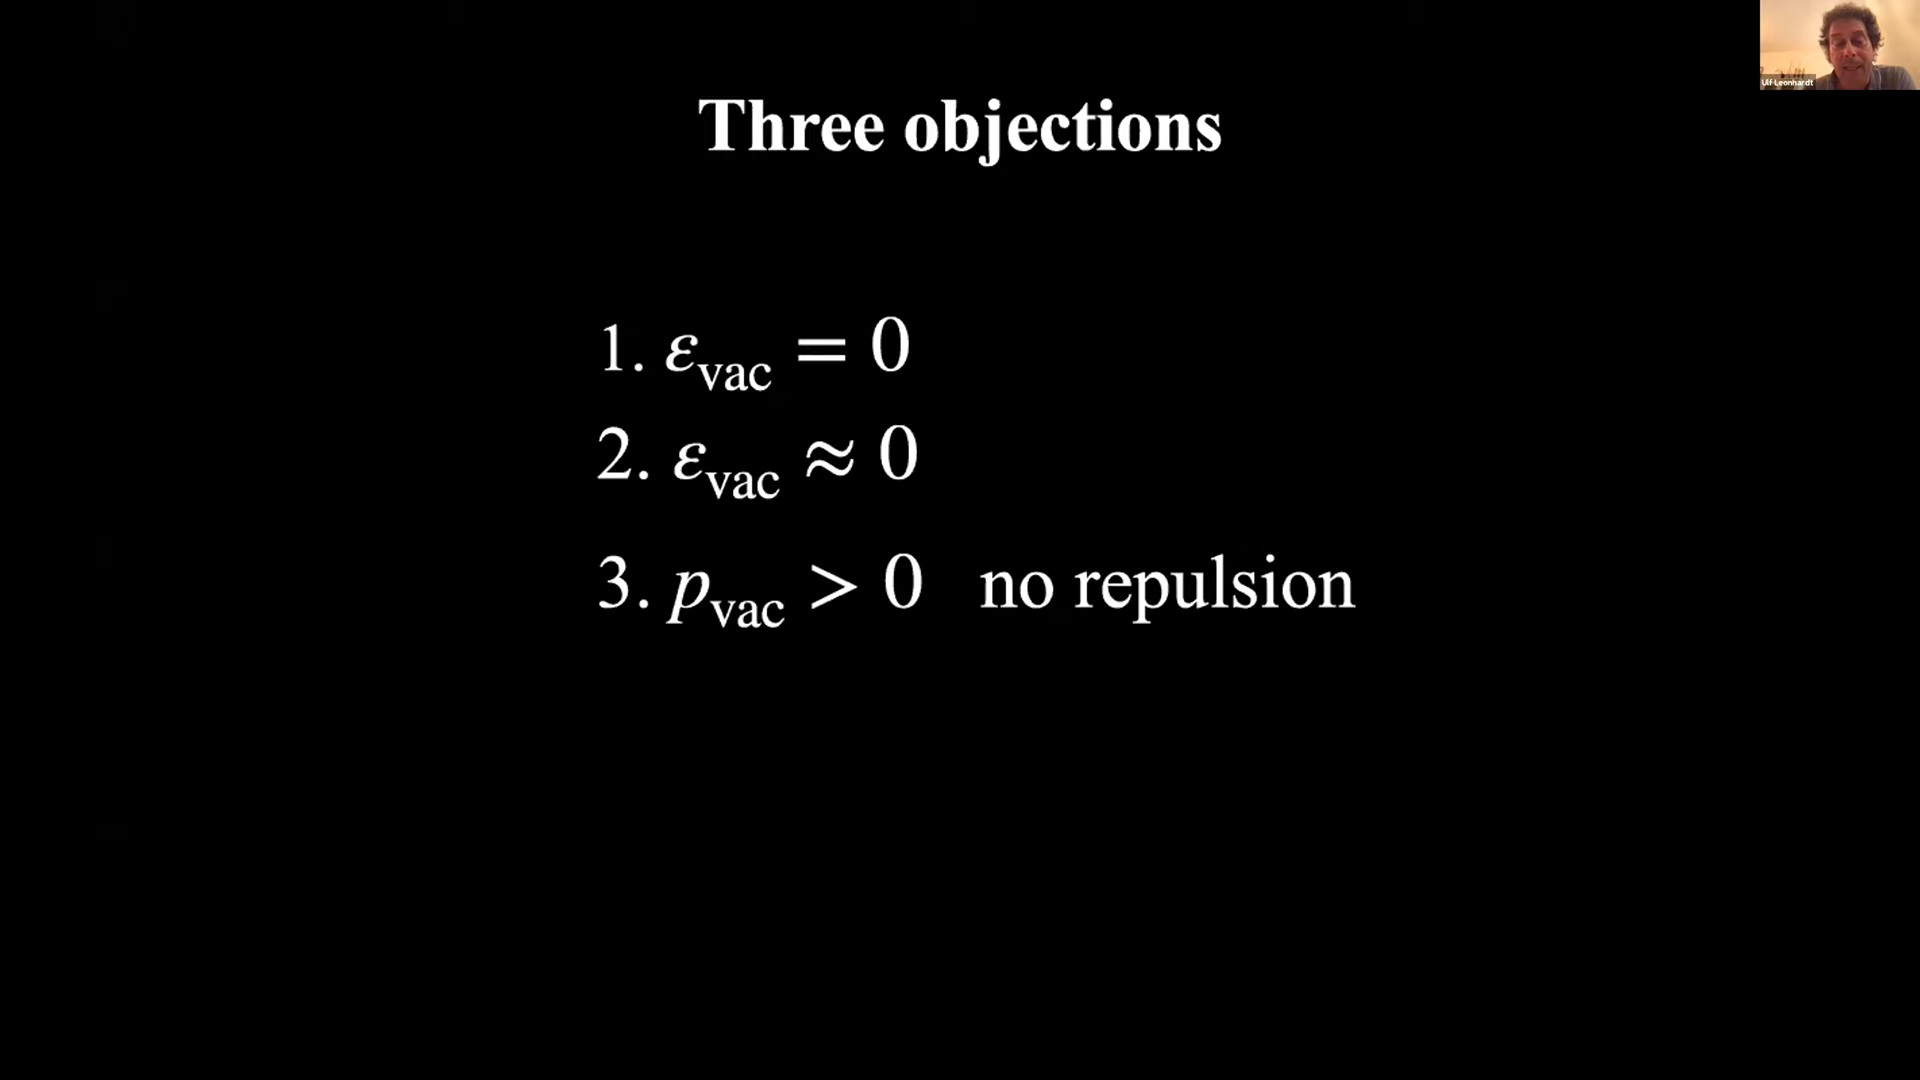 Three objections
1. εvac = 0
2. εvac ≈ 0
3. pvac > 0 no repulsion
Ulf Leonhardt